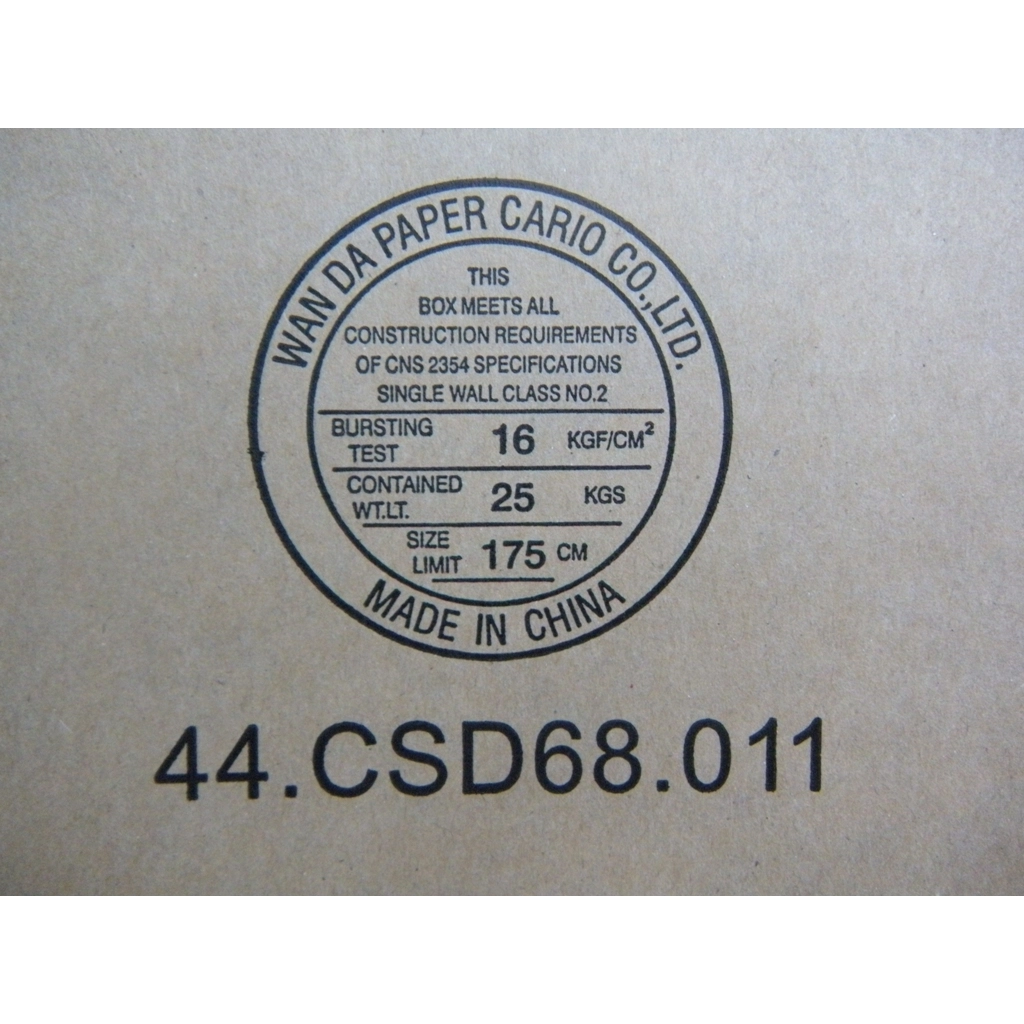 WAN DA PAPER CARIO CO.,LTD.
THIS
BOX MEETS ALL
CONSTRUCTION REQUIREMENTS
OF CNS 2354 SPECIFICATIONS
SINGLE WALL CLASS NO.2
BURSTING TEST 16 KGF/CM²
CONTAINED WT.LT. 25 KGS
SIZE LIMIT 175 CM
MADE IN CHINA
44.CSD68.011